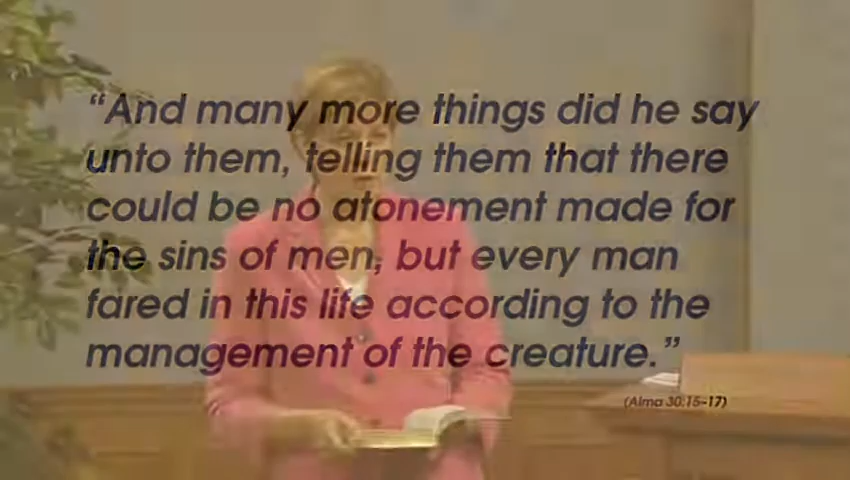 “And many more things did he say
unto them, telling them that there
could be no atonement made for
the sins of men, but every man
fared in this life according to the
management of the creature.”
(Alma 30:15–17)